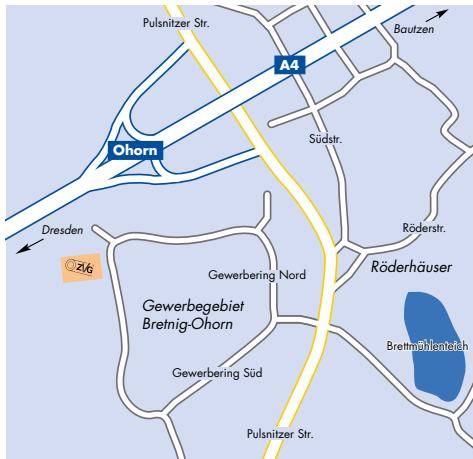 Pulsnitzer Str.
Bautzen
A4
Ohorn
Südstr.
Dresden
Röderstr.
ZVG
Gewerbering Nord
Röderhäuser
Gewerbegebiet
Bretnig-Ohorn
Brettmühlenteich
Gewerbering Süd
Pulsnitzer Str.